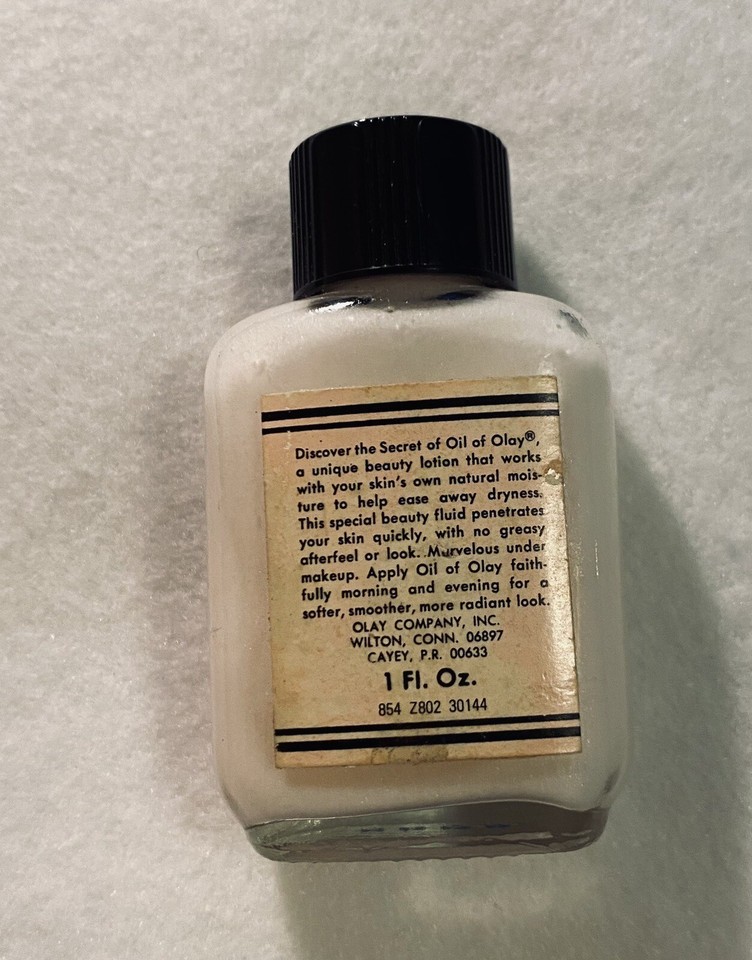 Discover the Secret of Oil of Olay®,
a unique beauty lotion that works
with your skin's own natural mois-
ture to help ease away dryness.
This special beauty fluid penetrates
your skin quickly, with no greasy
afterfeel or look. Marvelous under
makeup. Apply Oil of Olay faith-
fully morning and evening for a
softer, smoother, more radiant look.
OLAY COMPANY, INC.
WILTON, CONN. 06897
CAYEY, P.R. 00633
1 Fl. Oz.
854 Z802 30144